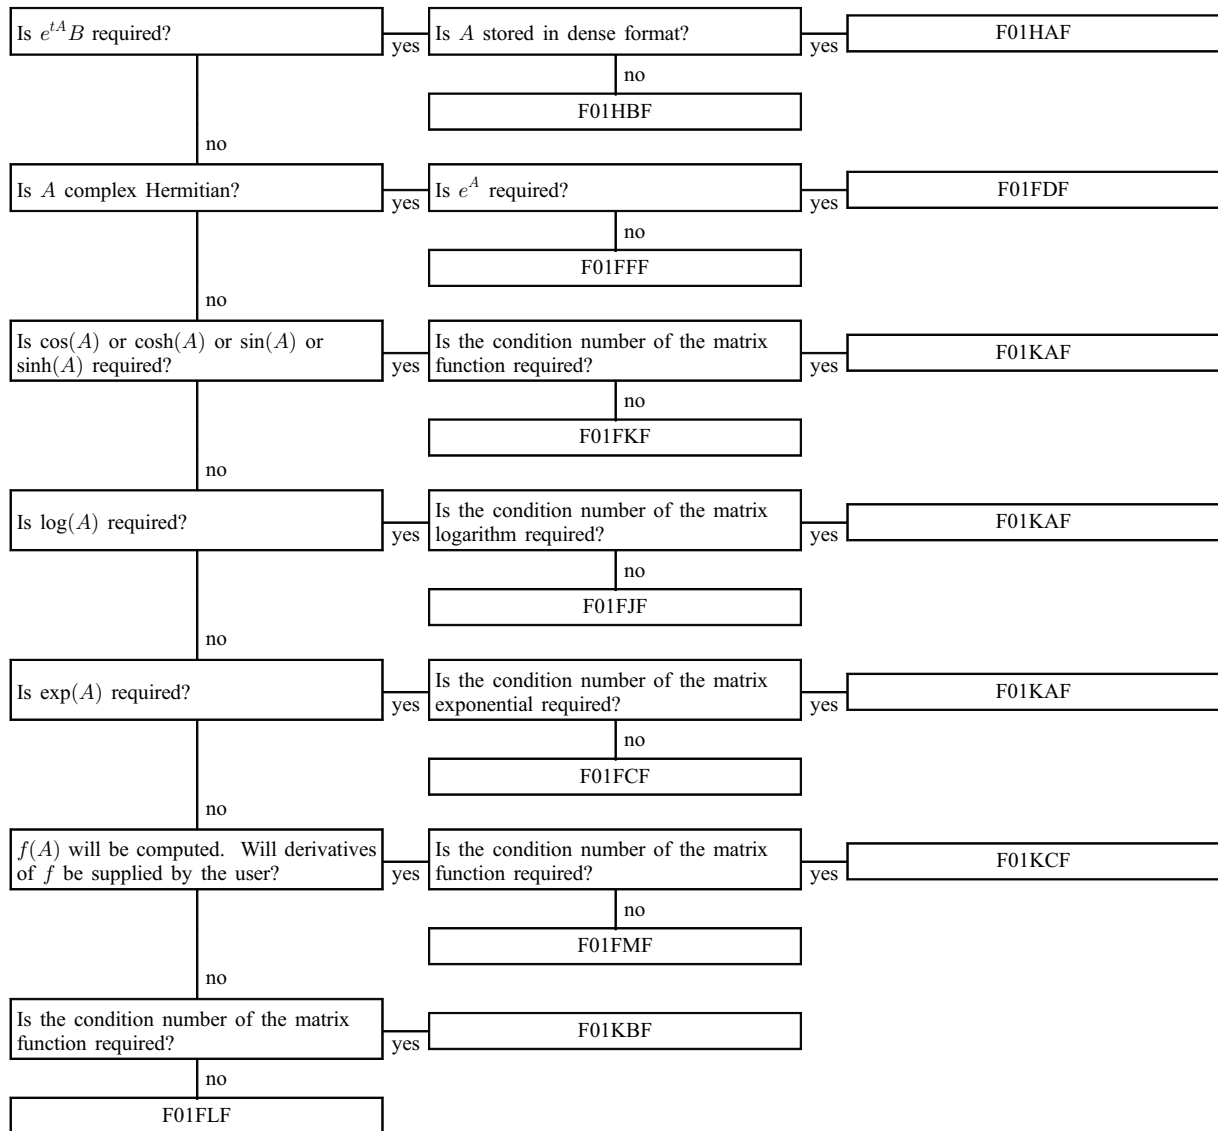 Is e^{tA}B required?
yes
Is A stored in dense format?
yes
F01HAF
no
F01HBF
no
Is A complex Hermitian?
yes
Is e^A required?
yes
F01FDF
no
F01FFF
no
Is cos(A) or cosh(A) or sin(A) or
sinh(A) required?
yes
Is the condition number of the matrix
function required?
yes
F01KAF
no
F01FKF
no
Is log(A) required?
yes
Is the condition number of the matrix
logarithm required?
yes
F01KAF
no
F01FJF
no
Is exp(A) required?
yes
Is the condition number of the matrix
exponential required?
yes
F01KAF
no
F01FCF
no
f(A) will be computed. Will derivatives
of f be supplied by the user?
yes
Is the condition number of the matrix
function required?
yes
F01KCF
no
F01FMF
no
Is the condition number of the matrix
function required?
yes
F01KBF
no
F01FLF